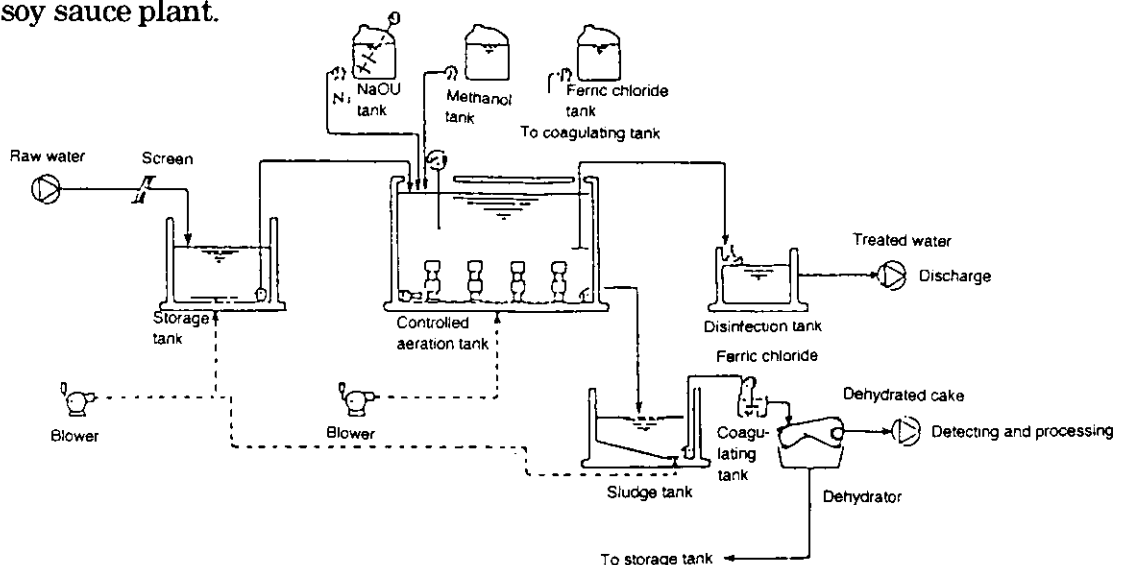 soy sauce plant.
NaOU
tank
Methanol
tank
Ferric chloride
tank
To coagulating tank
Raw water
Screen
Storage
tank
Controlled
aeration tank
Treated water
Discharge
Disinfection tank
Ferric chloride
Blower
Blower
Dehydrated cake
Detecting and processing
Coagu-
lating
tank
Sludge tank
Dehydrator
To storage tank